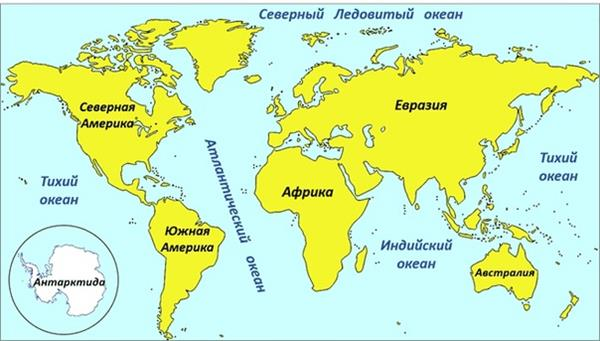 Северный Ледовитый океан
Северная
Америка
Евразия
Атлантический океан
Тихий
океан
Тихий
океан
Африка
Южная
Америка
Индийский
океан
Австралия
Антарктида